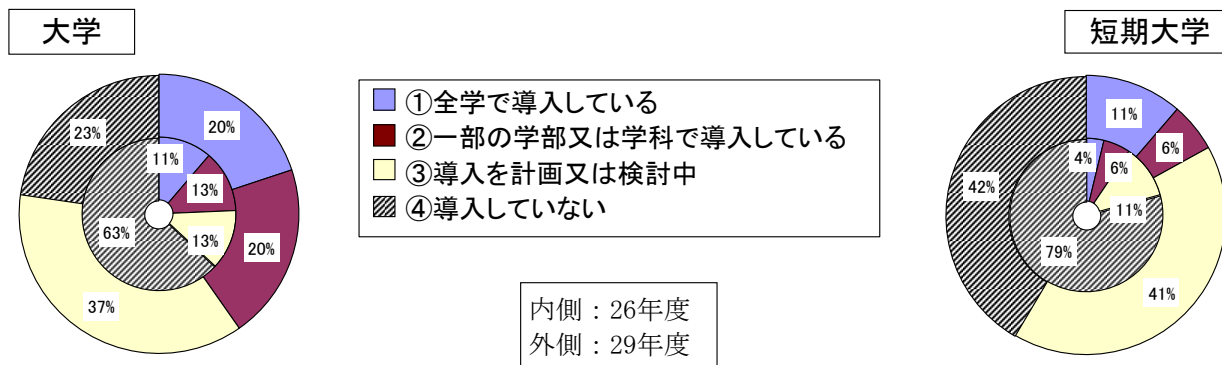 大学
短期大学
①全学で導入している
②一部の学部又は学科で導入している
③導入を計画又は検討中
④導入していない
23%
20%
11%
13%
63%
13%
20%
37%
11%
4%
6%
6%
42%
11%
79%
41%
内側：26年度
外側：29年度